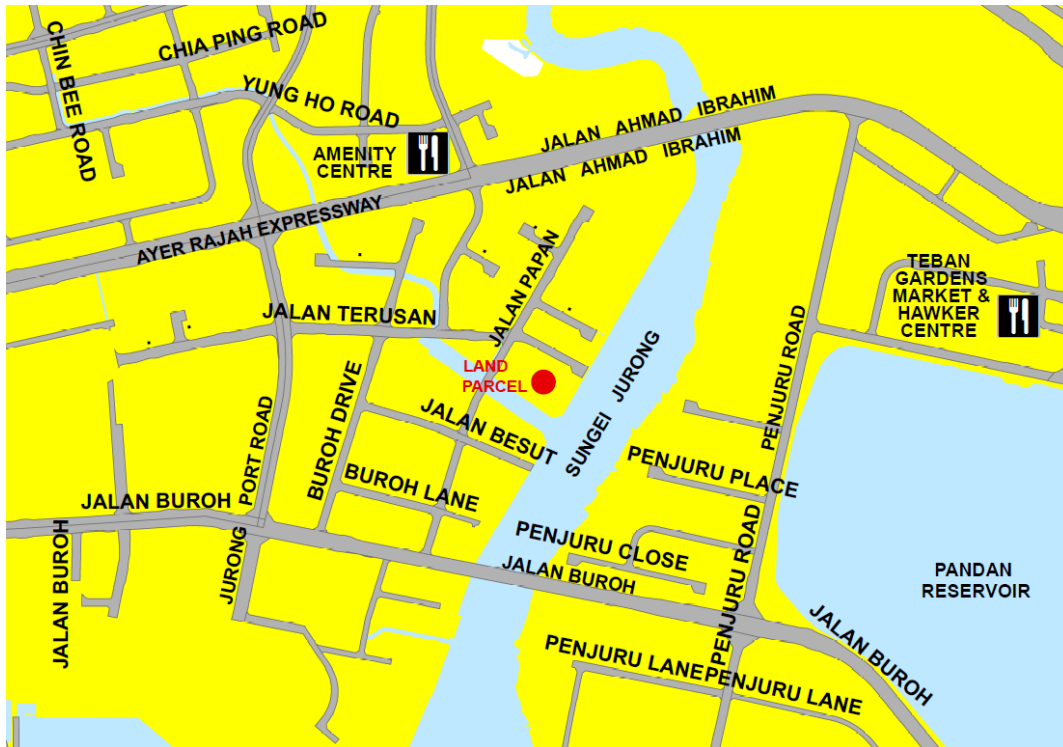 CHIN BEE ROAD
CHIA PING ROAD
YUNG HO ROAD
AMENITY
CENTRE
JALAN AHMAD IBRAHIM
JALAN AHMAD IBRAHIM
AYER RAJAH EXPRESSWAY
JALAN PAPAN
TEBAN
GARDENS
MARKET &
HAWKER
CENTRE
JALAN TERUSAN
LAND
PARCEL
SUNGEI JURONG
PENJURU ROAD
BUROH DRIVE
JALAN BESUT
PORT ROAD
JURONG
BUROH LANE
PENJURU PLACE
JALAN BUROH
JALAN BUROH
PENJURU CLOSE
JALAN BUROH
PENJURU ROAD
PANDAN
RESERVOIR
JALAN BUROH
PENJURU LANE
PENJURU LANE